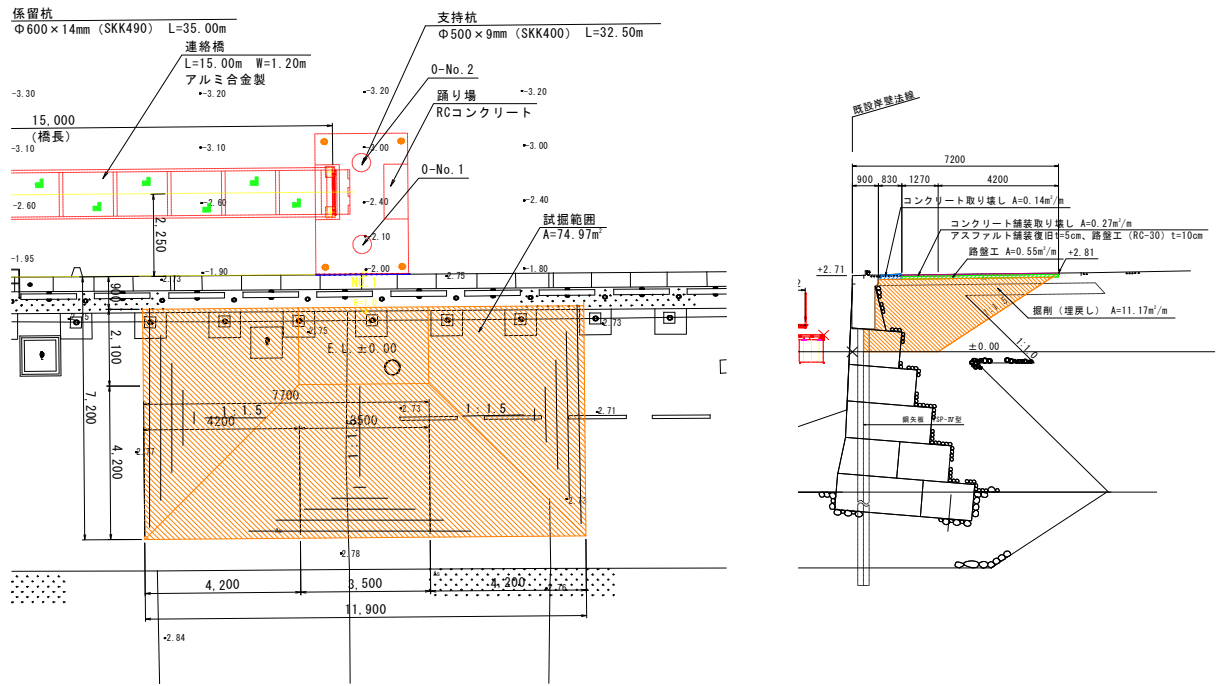 係留杭
Φ600×14mm (SKK490) L=35.00m
連絡橋
L=15.00m W=1.20m
アルミ合金製
支持杭
Φ500×9mm (SKK400) L=32.50m
O-No.2
踊り場
RCコンクリート
O-No.1
-3.30
-3.20
-3.20
-3.20
15,000
(橋長)
-3.10
-3.10
-3.00
-3.00
-2.60
-2.60
-2.40
-2.40
2,250
-2.10
試掘範囲
A=74.97㎡
-1.95
2.73
-1.90
-2.00
2.75
-1.80
900
2.75
2.73
2,100
E.L. ±0.00
7,200
7700
1:1.5
1:1.5
2.73
2.71
4200
3500
1:1.5
4,200
2.77
2.73
2.78
4,200
3,500
4,200
2.76
11,900
2.84
既設岸壁法線
7200
900
830
1270
4200
コンクリート取り壊し A=0.14㎡/m
コンクリート舗装取り壊し A=0.27㎡/m
アスファルト舗装復旧t=5cm、路盤工(RC-30) t=10cm
路盤工 A=0.55㎡/m
+2.71
+2.81
掘削(埋戻し) A=11.17㎡/m
1:1.0
±0.00
鋼矢板 SP-Ⅳ型